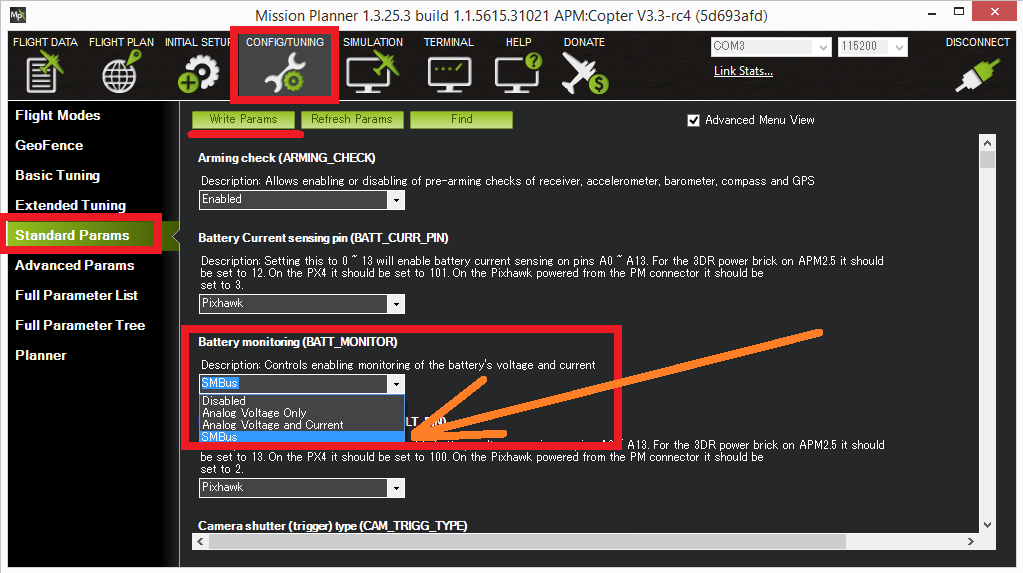 Mp
Mission Planner 1.3.25.3 build 1.1.5615.31021 APM:Copter V3.3-rc4 (5d693afd)
FLIGHT DATA FLIGHT PLAN INITIAL SETUP CONFIG/TUNING SIMULATION TERMINAL HELP DONATE
COM3 115200 DISCONNECT
Link Stats...
Flight Modes
GeoFence
Basic Tuning
Extended Tuning
Standard Params
Advanced Params
Full Parameter List
Full Parameter Tree
Planner
Write Params Refresh Params Find Advanced Menu View
Arming check (ARMING_CHECK)
Description: Allows enabling or disabling of pre-arming checks of receiver, accelerometer, barometer, compass and GPS
Enabled
Battery Current sensing pin (BATT_CURR_PIN)
Description: Setting this to 0 ~ 13 will enable battery current sensing on pins A0 ~ A13. For the 3DR power brick on APM2.5 it should
be set to 12. On the PX4 it should be set to 101. On the Pixhawk powered from the PM connector it should be
set to 3.
Pixhawk
Battery monitoring (BATT_MONITOR)
Description: Controls enabling monitoring of the battery's voltage and current
SMBus
Disabled
Analog Voltage Only
Analog Voltage and Current
SMBus
A13. For the 3DR power brick on APM2.5 it should
be set to 13. On the PX4 it should be set to 100. On the Pixhawk powered from the PM connector it should be
set to 2.
Pixhawk
Camera shutter (trigger) type (CAM_TRIGG_TYPE)